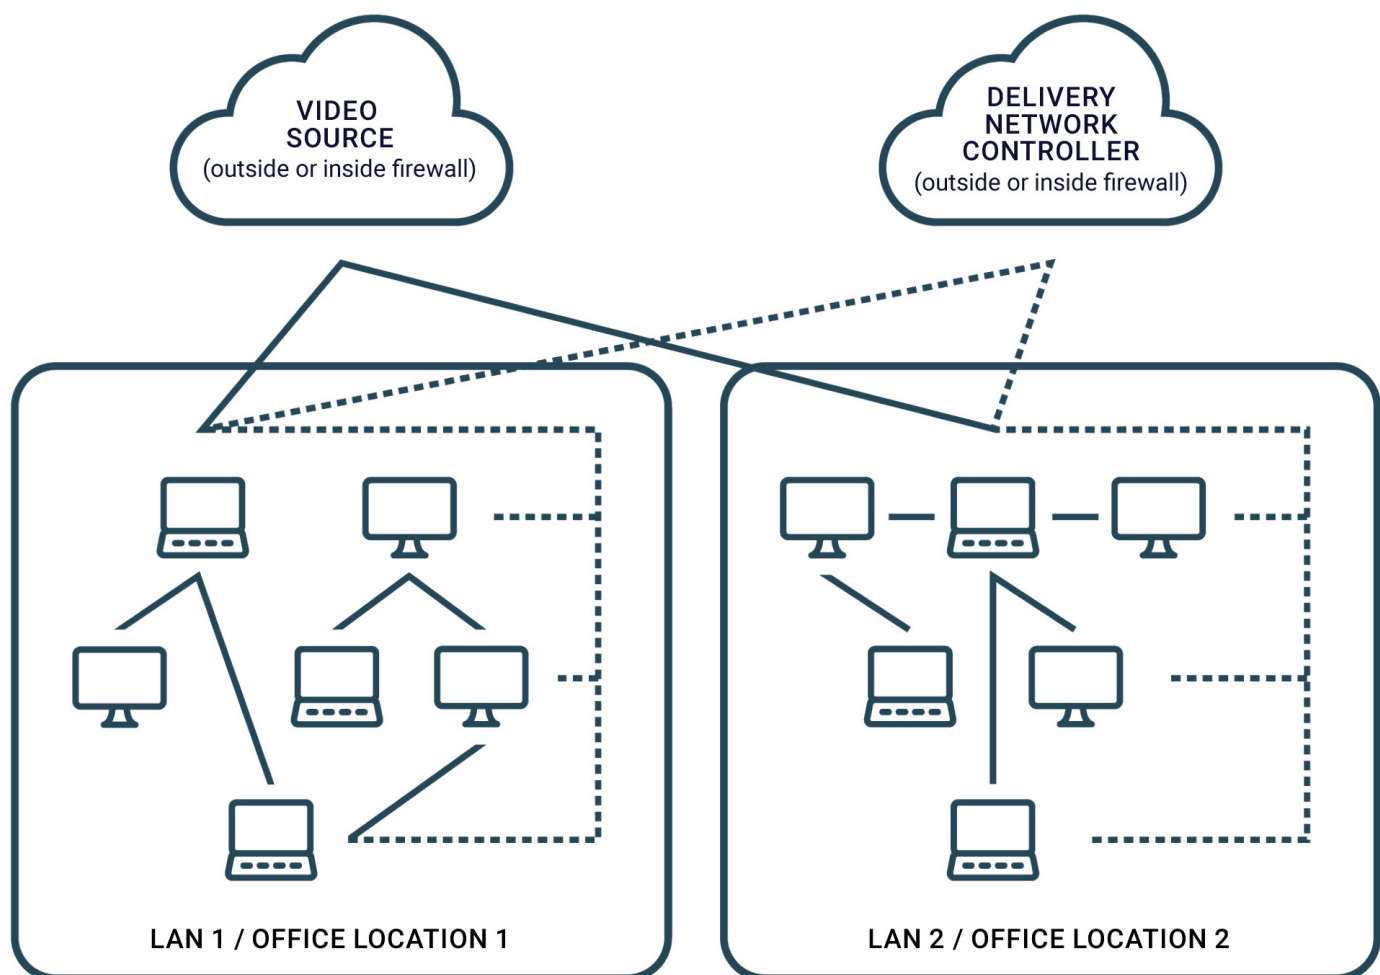 VIDEO
SOURCE
(outside or inside firewall)
DELIVERY
NETWORK
CONTROLLER
(outside or inside firewall)
LAN 1 / OFFICE LOCATION 1
LAN 2 / OFFICE LOCATION 2